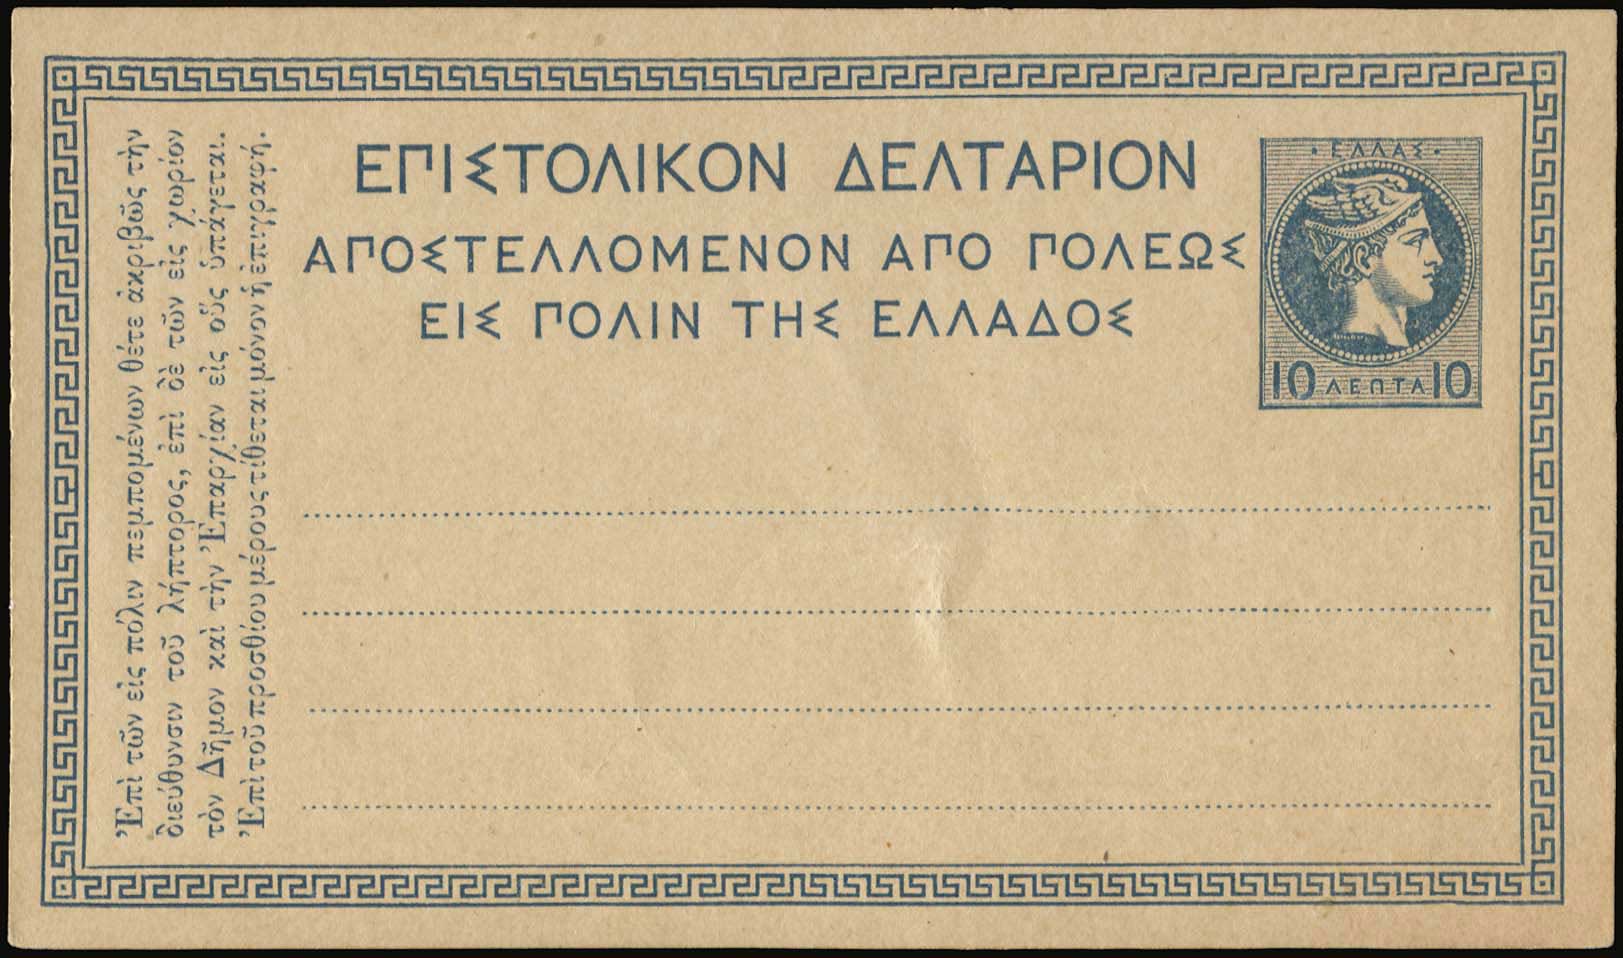 ΕΠΙΣΤΟΛΙΚΟΝ ΔΕΛΤΑΡΙΟΝ
ΑΠΟΣΤΕΛΛΟΜΕΝΟΝ ΑΠΟ ΠΟΛΕΩΣ
ΕΙΣ ΠΟΛΙΝ ΤΗΣ ΕΛΛΑΔΟΣ
·ΕΛΛΑΣ·
10 ΛΕΠΤΑ 10
Ἐπὶ τῶν εἰς πόλιν πεμπομένων θέτε ἀκριβῶς τὴν
διεύθυνσιν τοῦ λήπτορος, ἐπὶ δὲ τῶν εἰς χωρίον
τὸν Δῆμον καὶ τὴν Ἐπαρχίαν εἰς οὓς ὑπάγεται.
Ἐπὶ τοῦ προσθίου μέρους τίθεται μόνον ἡ ἐπιγραφή.